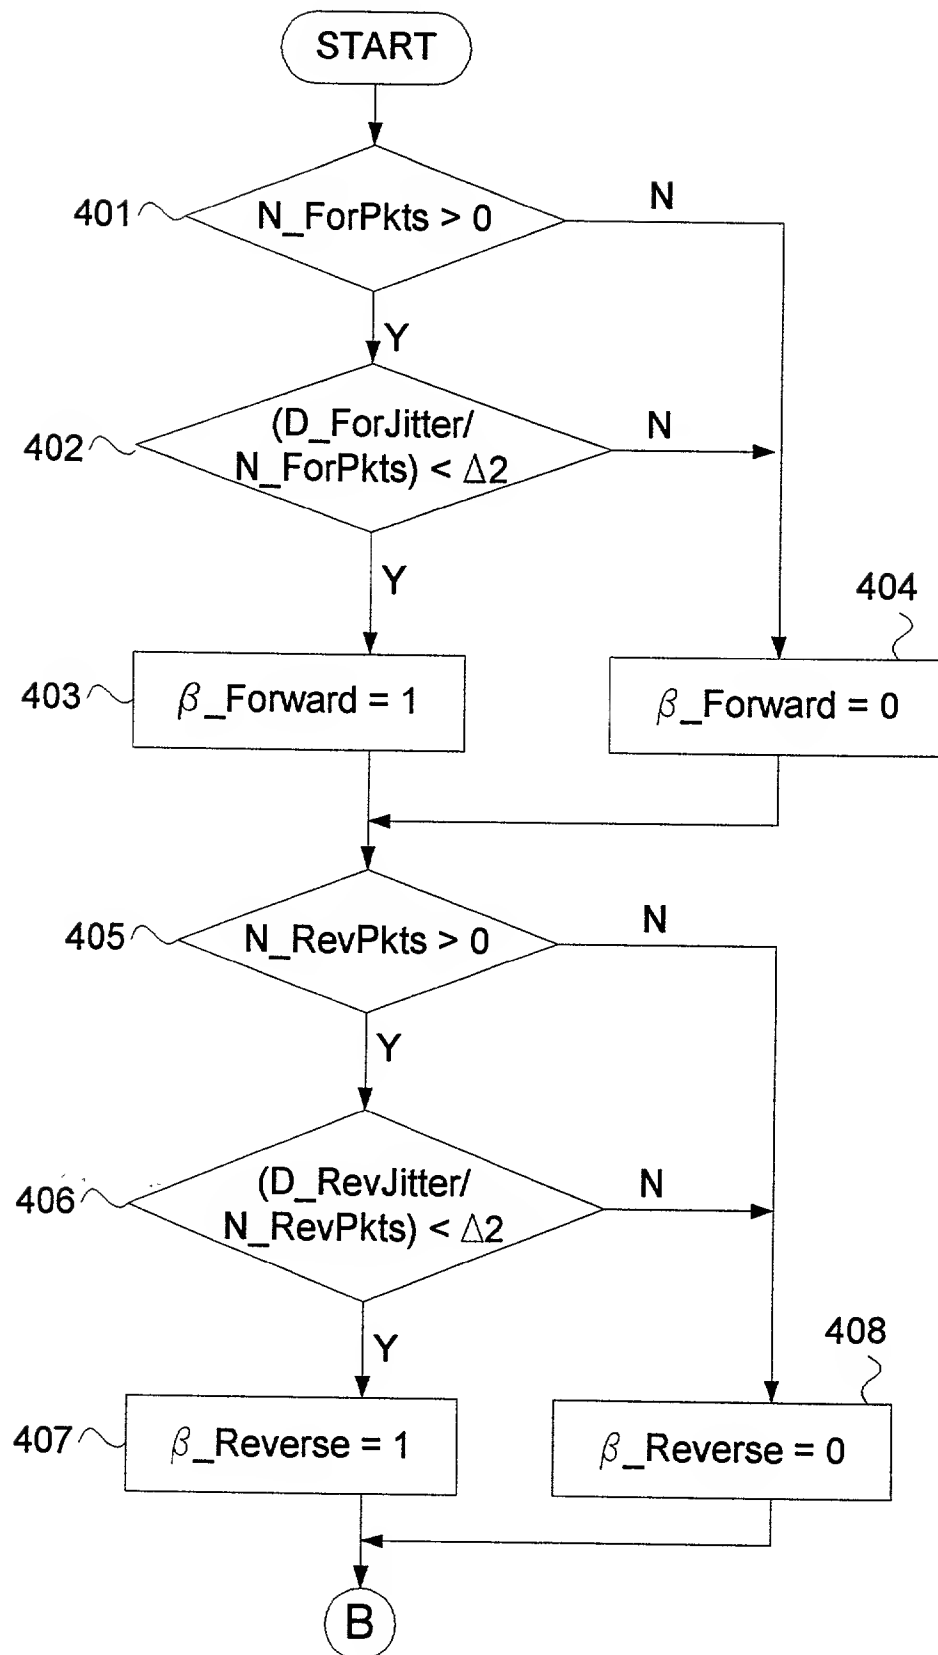 START
401
N_ForPkts > 0
N
Y
402
(D_ForJitter/
N_ForPkts) < Δ2
N
Y
404
403
β_Forward = 1
β_Forward = 0
405
N_RevPkts > 0
N
Y
406
(D_RevJitter/
N_RevPkts) < Δ2
N
Y
408
407
β_Reverse = 1
β_Reverse = 0
B